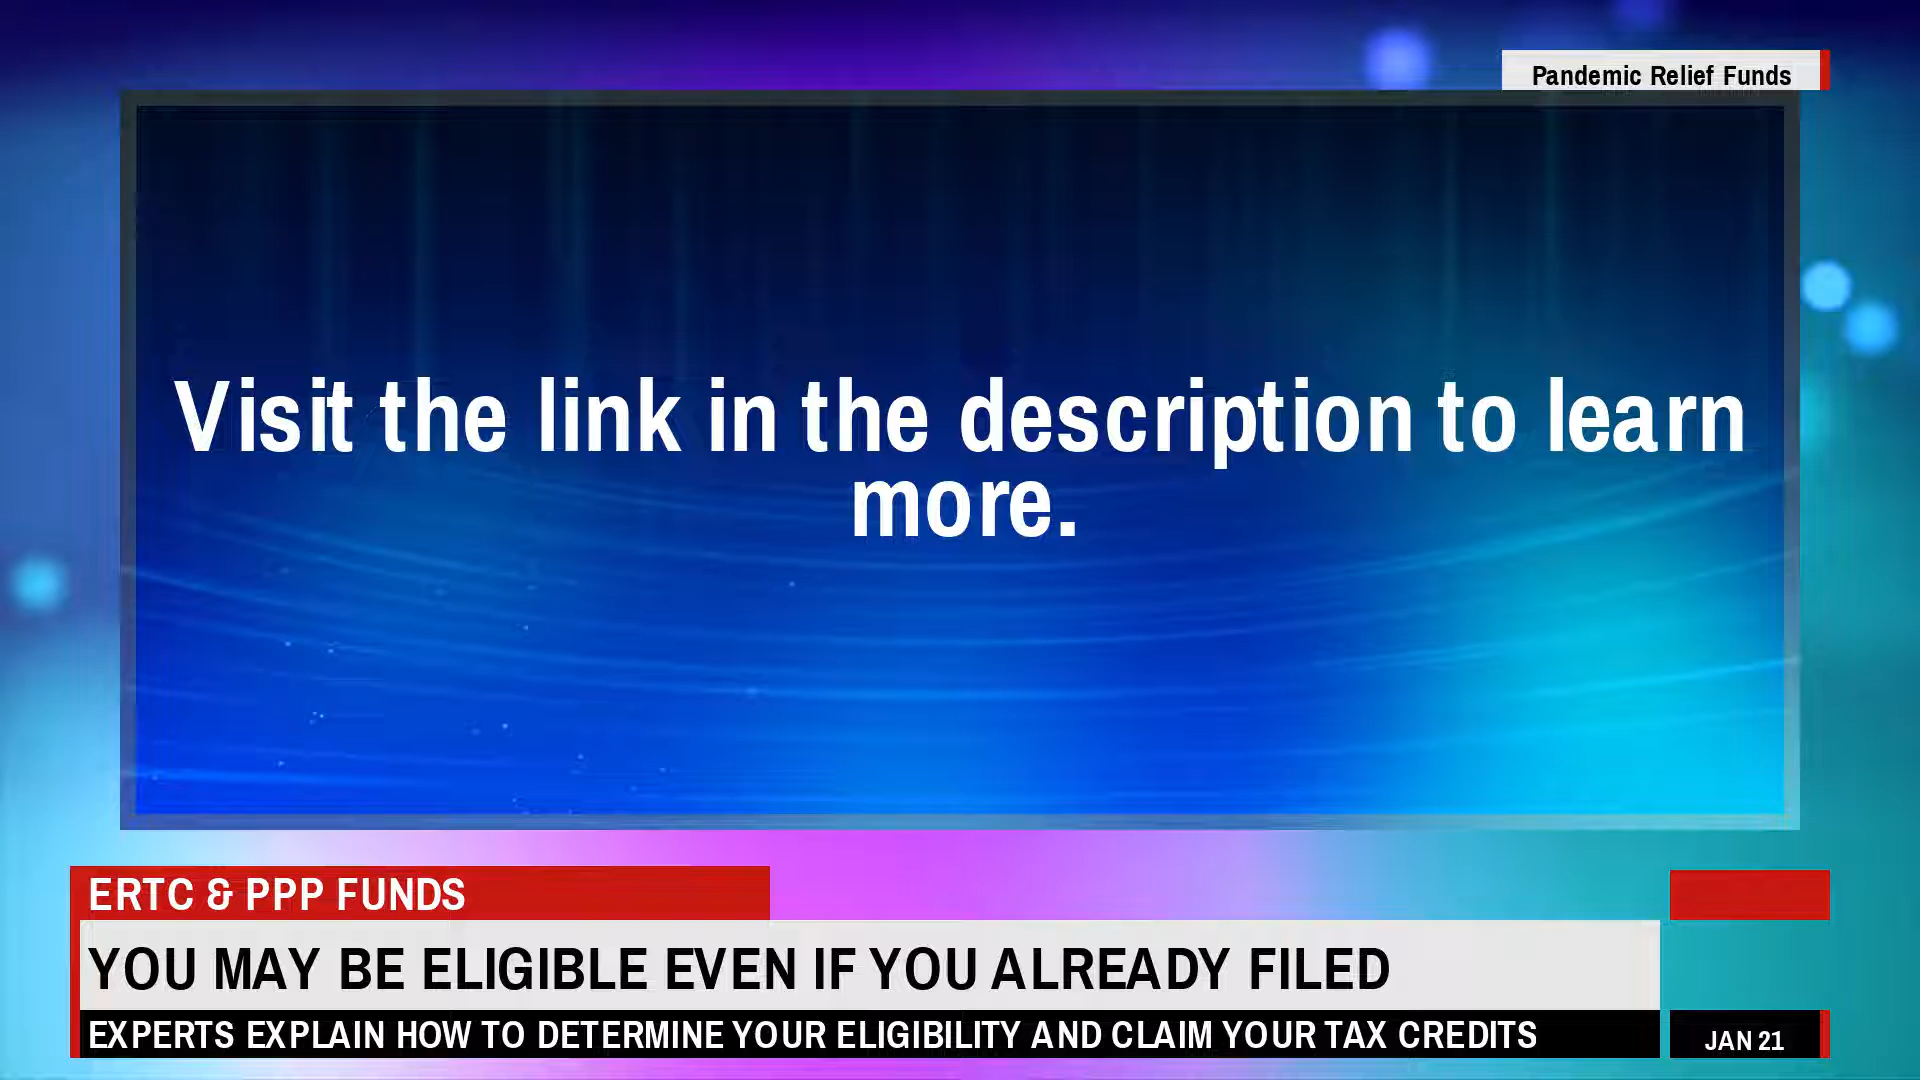 Pandemic Relief Funds
Visit the link in the description to learn
more.
ERTC & PPP FUNDS
YOU MAY BE ELIGIBLE EVEN IF YOU ALREADY FILED
EXPERTS EXPLAIN HOW TO DETERMINE YOUR ELIGIBILITY AND CLAIM YOUR TAX CREDITS
JAN 21